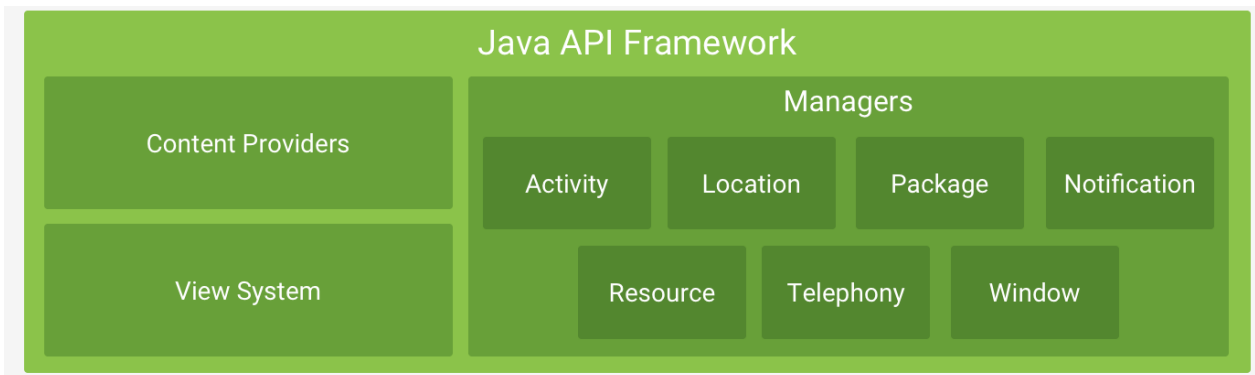 Java API Framework
Content Providers
View System
Managers
Activity Location Package Notification
Resource Telephony Window